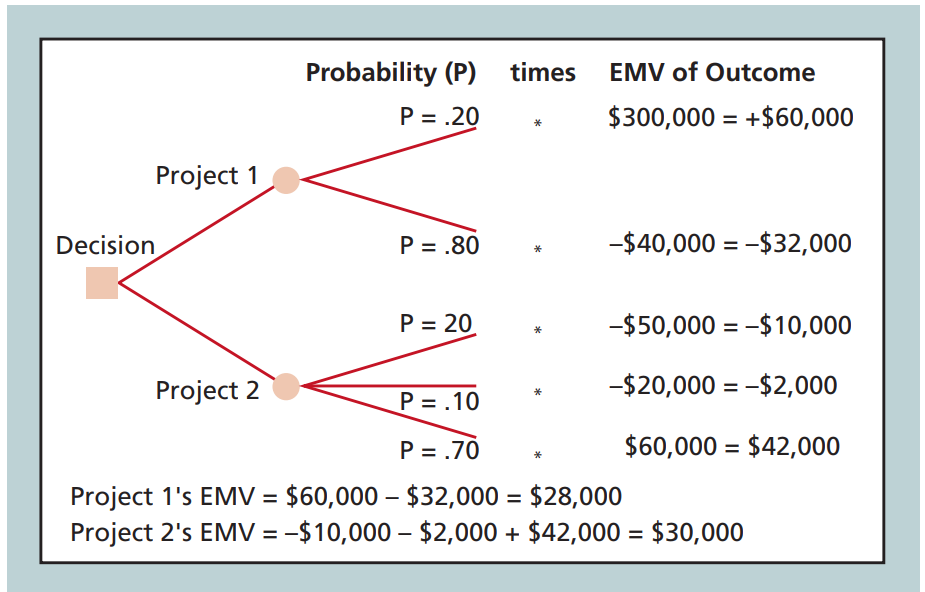 Probability (P) times EMV of Outcome
P = .20 * $300,000 = +$60,000
Project 1
Decision
P = .80 * –$40,000 = –$32,000
P = 20 * –$50,000 = –$10,000
Project 2
P = .10 * –$20,000 = –$2,000
P = .70 * $60,000 = $42,000
Project 1's EMV = $60,000 – $32,000 = $28,000
Project 2's EMV = –$10,000 – $2,000 + $42,000 = $30,000